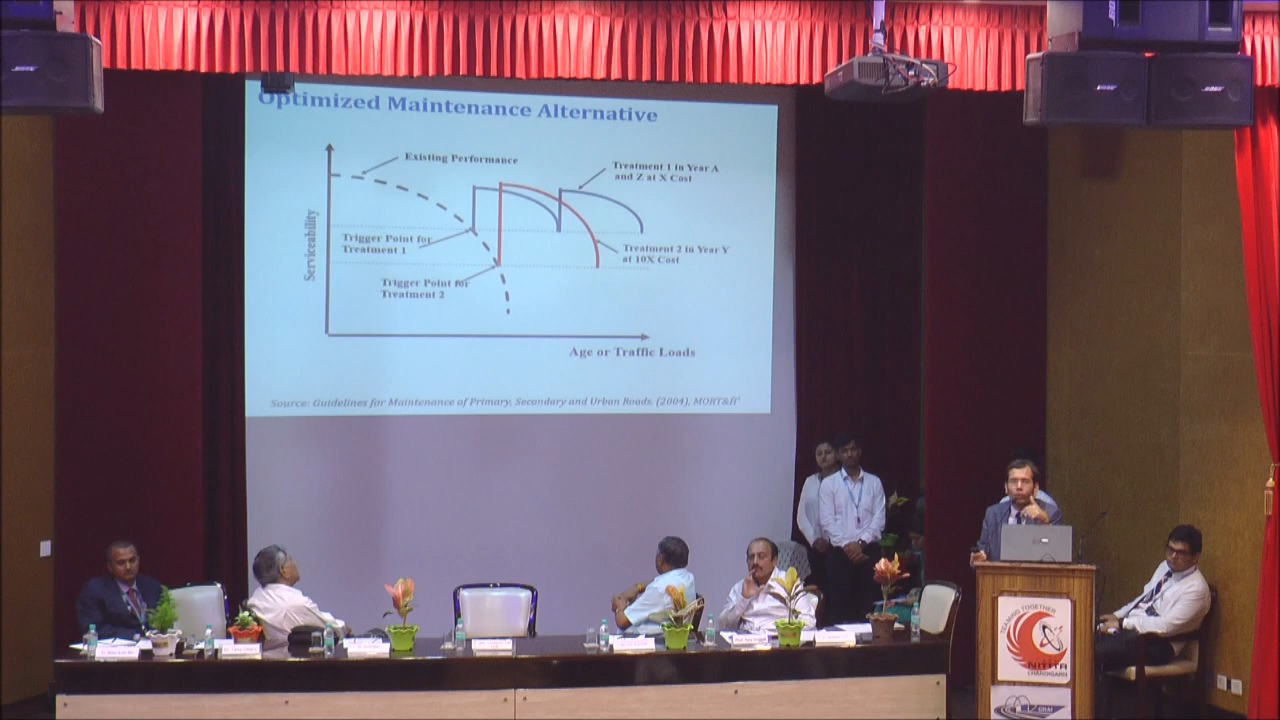 Optimized Maintenance Alternative
Existing Performance
Treatment 1 in Year A
and Z at X Cost
Serviceability
Trigger Point for
Treatment 1
Treatment 2 in Year Y
at 10X Cost
Trigger Point for
Treatment 2
Age or Traffic Loads
Source: Guidelines for Maintenance of Primary, Secondary and Urban Roads. (2004), MORT&H
BOSE
BOSE
BOSE
TEAMING TOGETHER
NITTTR
CHANDIGARH